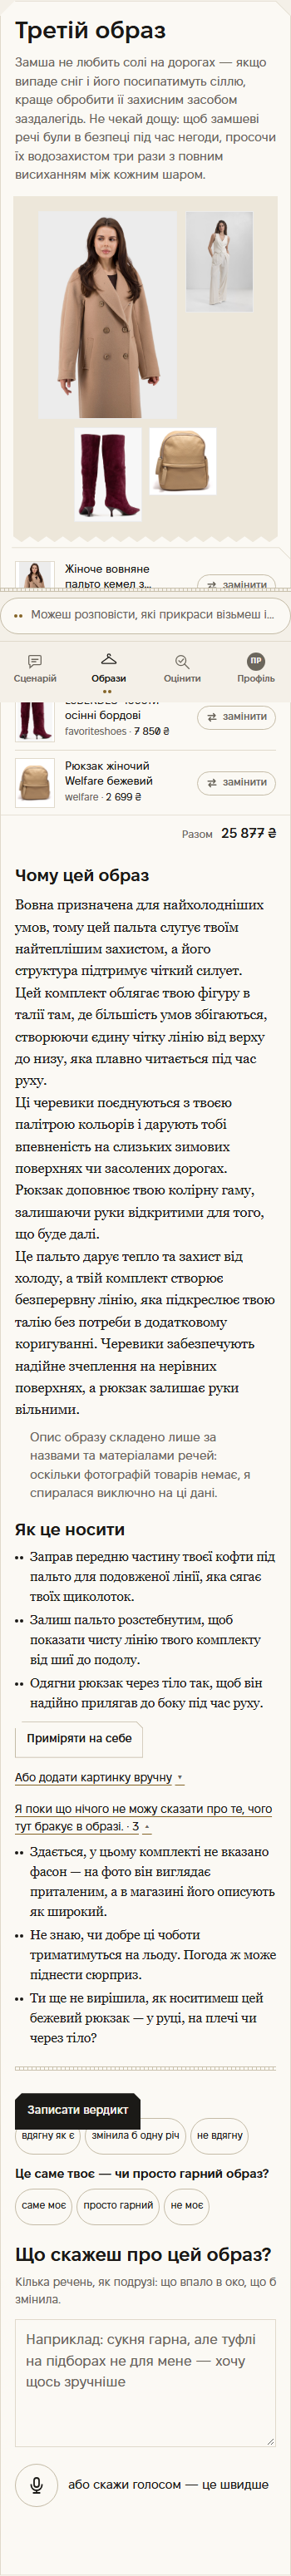 Третій образ
Замша не любить солі на дорогах — якщо
випаде сніг і його посипатимуть сіллю,
краще обробити її захисним засобом
заздалегідь. Не чекай дощу: щоб замшеві
речі були в безпеці під час негоди, просочи
їх водозахистом три рази з повним
висиханням між кожним шаром.
Жіноче вовняне
пальто кемел з...
замінити
Можеш розповісти, які прикраси візьмеш і...
Сценарій
Образи
Оцінити
ПР
Профіль
осінні бордові
favoriteshoes · 7 850 ₴
замінити
Рюкзак жіночий
Welfare бежевий
welfare · 2 699 ₴
замінити
Разом 25 877 ₴
Чому цей образ
Вовна призначена для найхолодніших
умов, тому цей пальта слугує твоїм
найтеплішим захистом, а його
структура підтримує чіткий силует.
Цей комплект облягає твою фігуру в
талії там, де більшість умов збігаються,
створюючи єдину чітку лінію від верху
до низу, яка плавно читається під час
руху.
Ці черевики поєднуються з твоєю
палітрою кольорів і дарують тобі
впевненість на слизьких зимових
поверхнях чи засолених дорогах.
Рюкзак доповнює твою колірну гаму,
залишаючи руки відкритими для того,
що буде далі.
Це пальто дарує тепло та захист від
холоду, а твій комплект створює
безперервну лінію, яка підкреслює твою
талію без потреби в додатковому
коригуванні. Черевики забезпечують
надійне зчеплення на нерівних
поверхнях, а рюкзак залишає руки
вільними.
Опис образу складено лише за
назвами та матеріалами речей:
оскільки фотографій товарів немає, я
спиралася виключно на ці дані.
Як це носити
Заправ передню частину твоєї кофти під
пальто для подовженої лінії, яка сягає
твоїх щиколоток.
Залиш пальто розстебнутим, щоб
показати чисту лінію твого комплекту
від шиї до подолу.
Одягни рюкзак через тіло так, щоб він
надійно прилягав до боку під час руху.
Приміряти на себе
Або додати картинку вручну
Я поки що нічого не можу сказати про те, чого
тут бракує в образі. · 3
Здається, у цьому комплекті не вказано
фасон — на фото він виглядає
приталеним, а в магазині його описують
як широкий.
Не знаю, чи добре ці чоботи
триматимуться на льоду. Погода ж може
піднести сюрприз.
Ти ще не вирішила, як носитимеш цей
бежевий рюкзак — у руці, на плечі чи
через тіло?
Записати вердикт
вдягну як є
змінила б одну річ
не вдягну
Це саме твоє — чи просто гарний образ?
саме моє
просто гарний
не моє
Що скажеш про цей образ?
Кілька речень, як подрузі: що впало в око, що б
змінила.
Наприклад: сукня гарна, але туфлі
на підборах не для мене — хочу
щось зручніше
або скажи голосом — це швидше